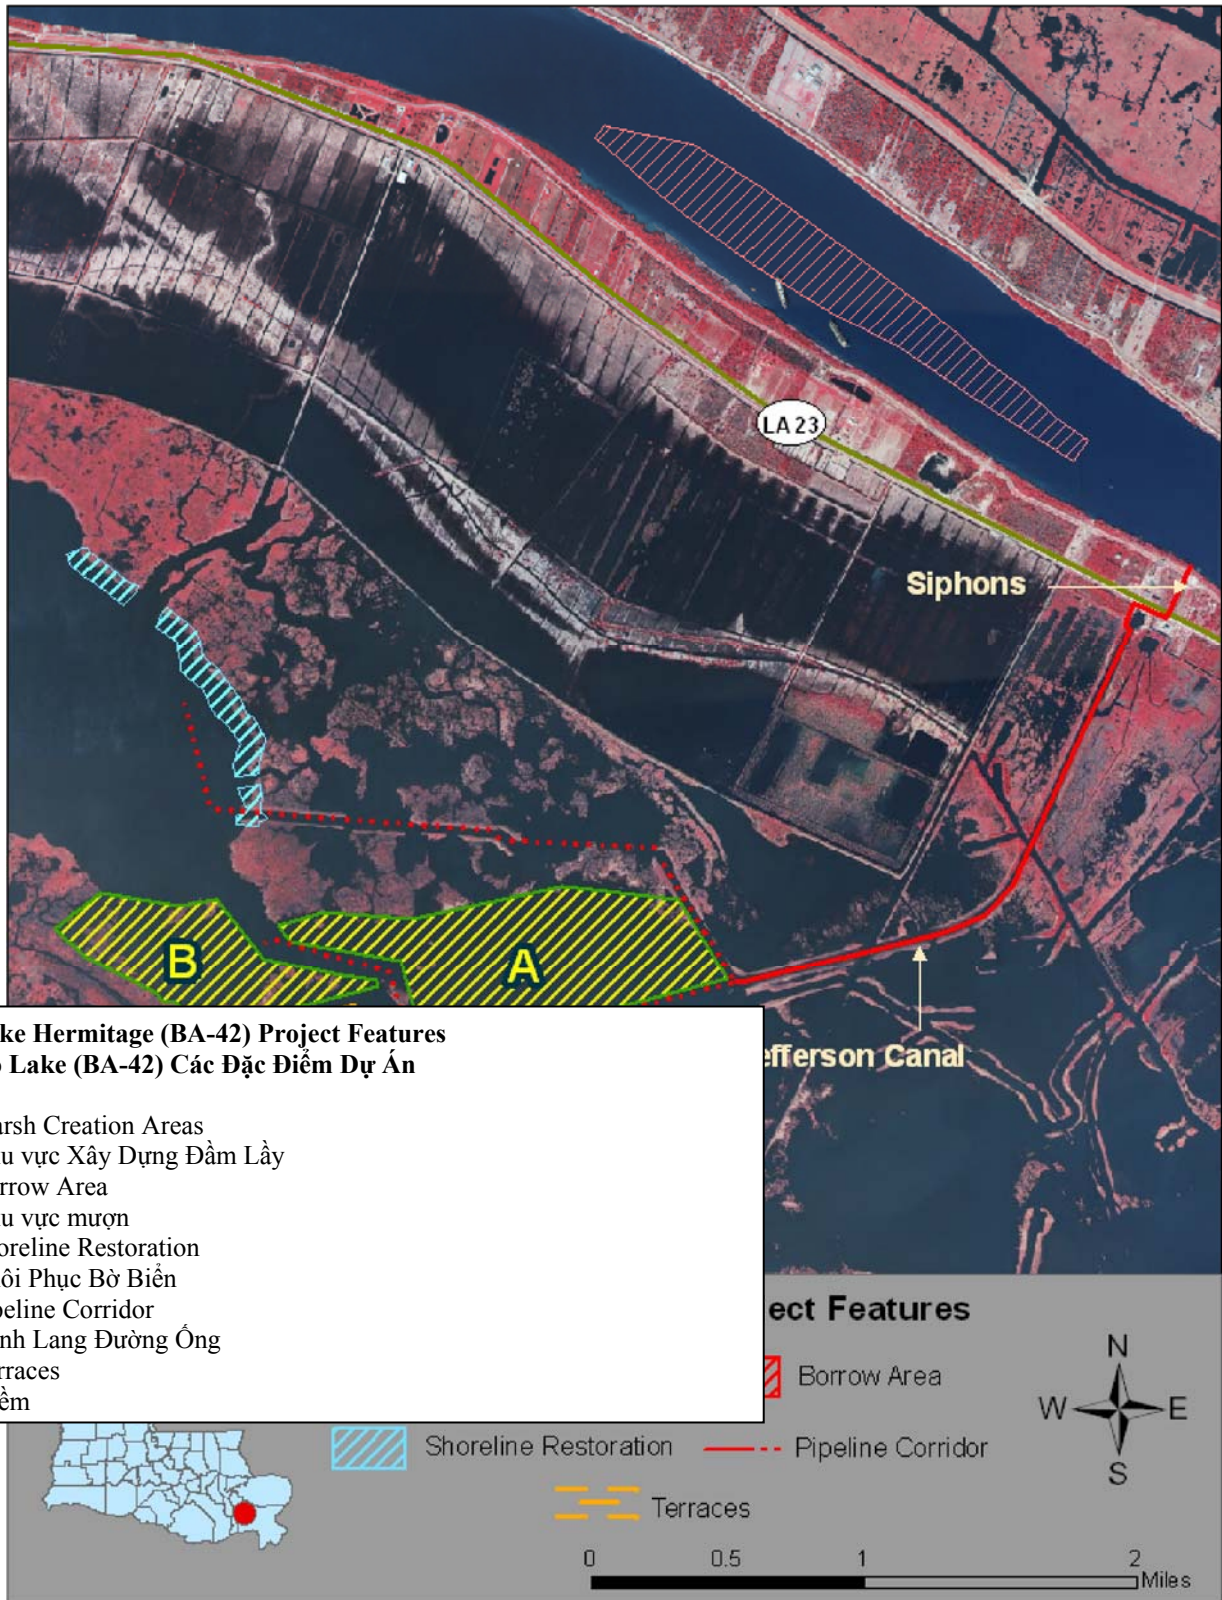 LA 23
Siphons
B
A
efferson Canal
ke Hermitage (BA-42) Project Features
Lake (BA-42) Các Đặc Điểm Dự Án
arsh Creation Areas
u vực Xây Dựng Đầm Lầy
rrow Area
u vực mượn
oreline Restoration
ôi Phục Bờ Biển
peline Corridor
nh Lang Đường Ống
rraces
ềm
ect Features
Borrow Area
Shoreline Restoration
Pipeline Corridor
Terraces
N
W E
S
0 0.5 1 2
Miles